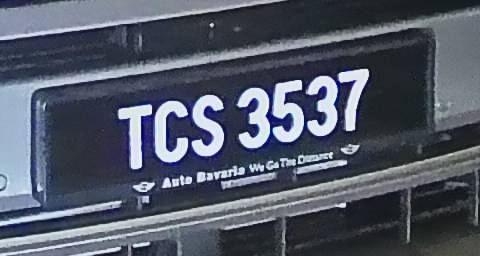 TCS 3537
Auto Bavaria We Go The Distance